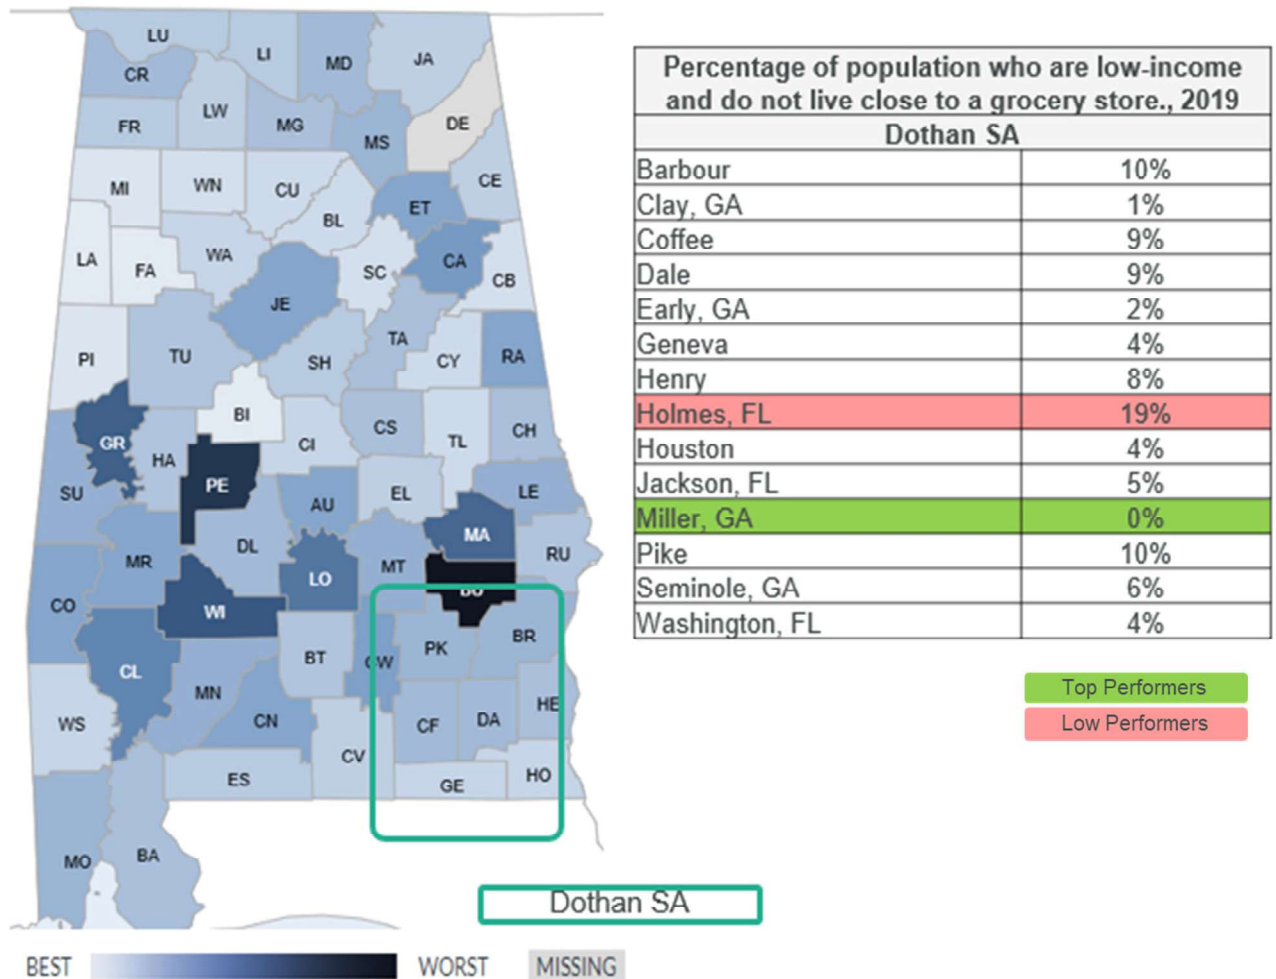 LU
LI
MD
JA
CR
LW
FR
MG
MS
DE
MI
WN
CU
CE
BL
ET
LA
FA
WA
SC
CA
CB
JE
PI
TU
SH
TA
CY
RA
BI
GR
CI
CS
TL
CH
HA
SU
PE
AU
EL
LE
MR
DL
MT
MA
RU
CO
WI
LO
BU
CL
BT
CW
PK
BR
WS
MN
CN
CV
CF
DA
HE
ES
GE
HO
MO
BA
Dothan SA
BEST
WORST
MISSING
Percentage of population who are low-income
and do not live close to a grocery store., 2019
Dothan SA
Barbour 10%
Clay, GA 1%
Coffee 9%
Dale 9%
Early, GA 2%
Geneva 4%
Henry 8%
Holmes, FL 19%
Houston 4%
Jackson, FL 5%
Miller, GA 0%
Pike 10%
Seminole, GA 6%
Washington, FL 4%
Top Performers
Low Performers